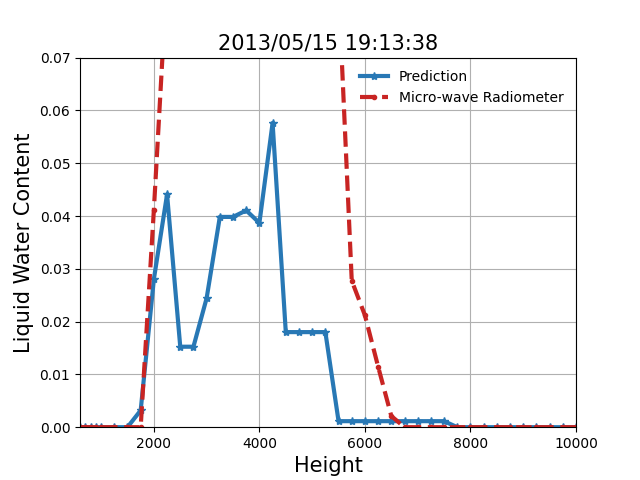 2013/05/15 19:13:38
0.07
0.06
0.05
0.04
0.03
0.02
0.01
0.00
Liquid Water Content
Prediction
Micro-wave Radiometer
2000 4000 6000 8000 10000
Height